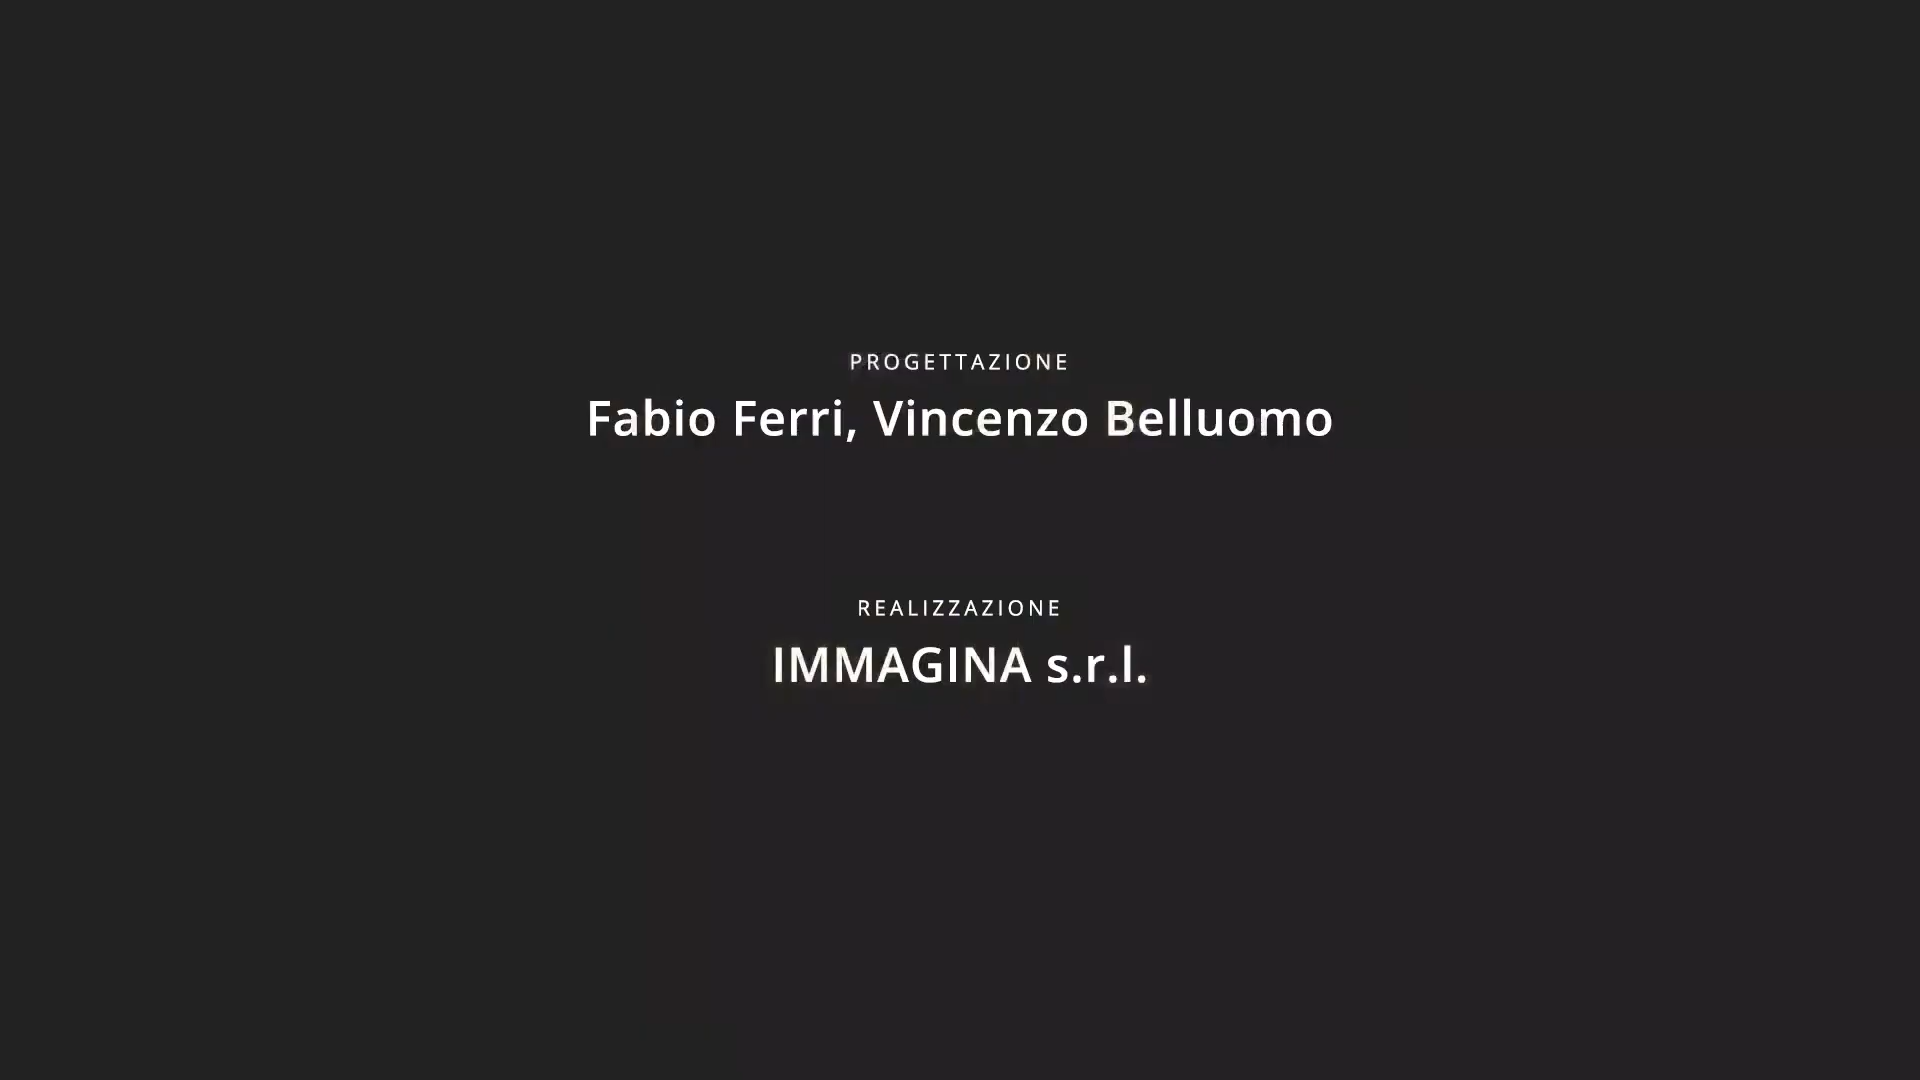 PROGETTAZIONE
Fabio Ferri, Vincenzo Belluomo
REALIZZAZIONE
IMMAGINA s.r.l.